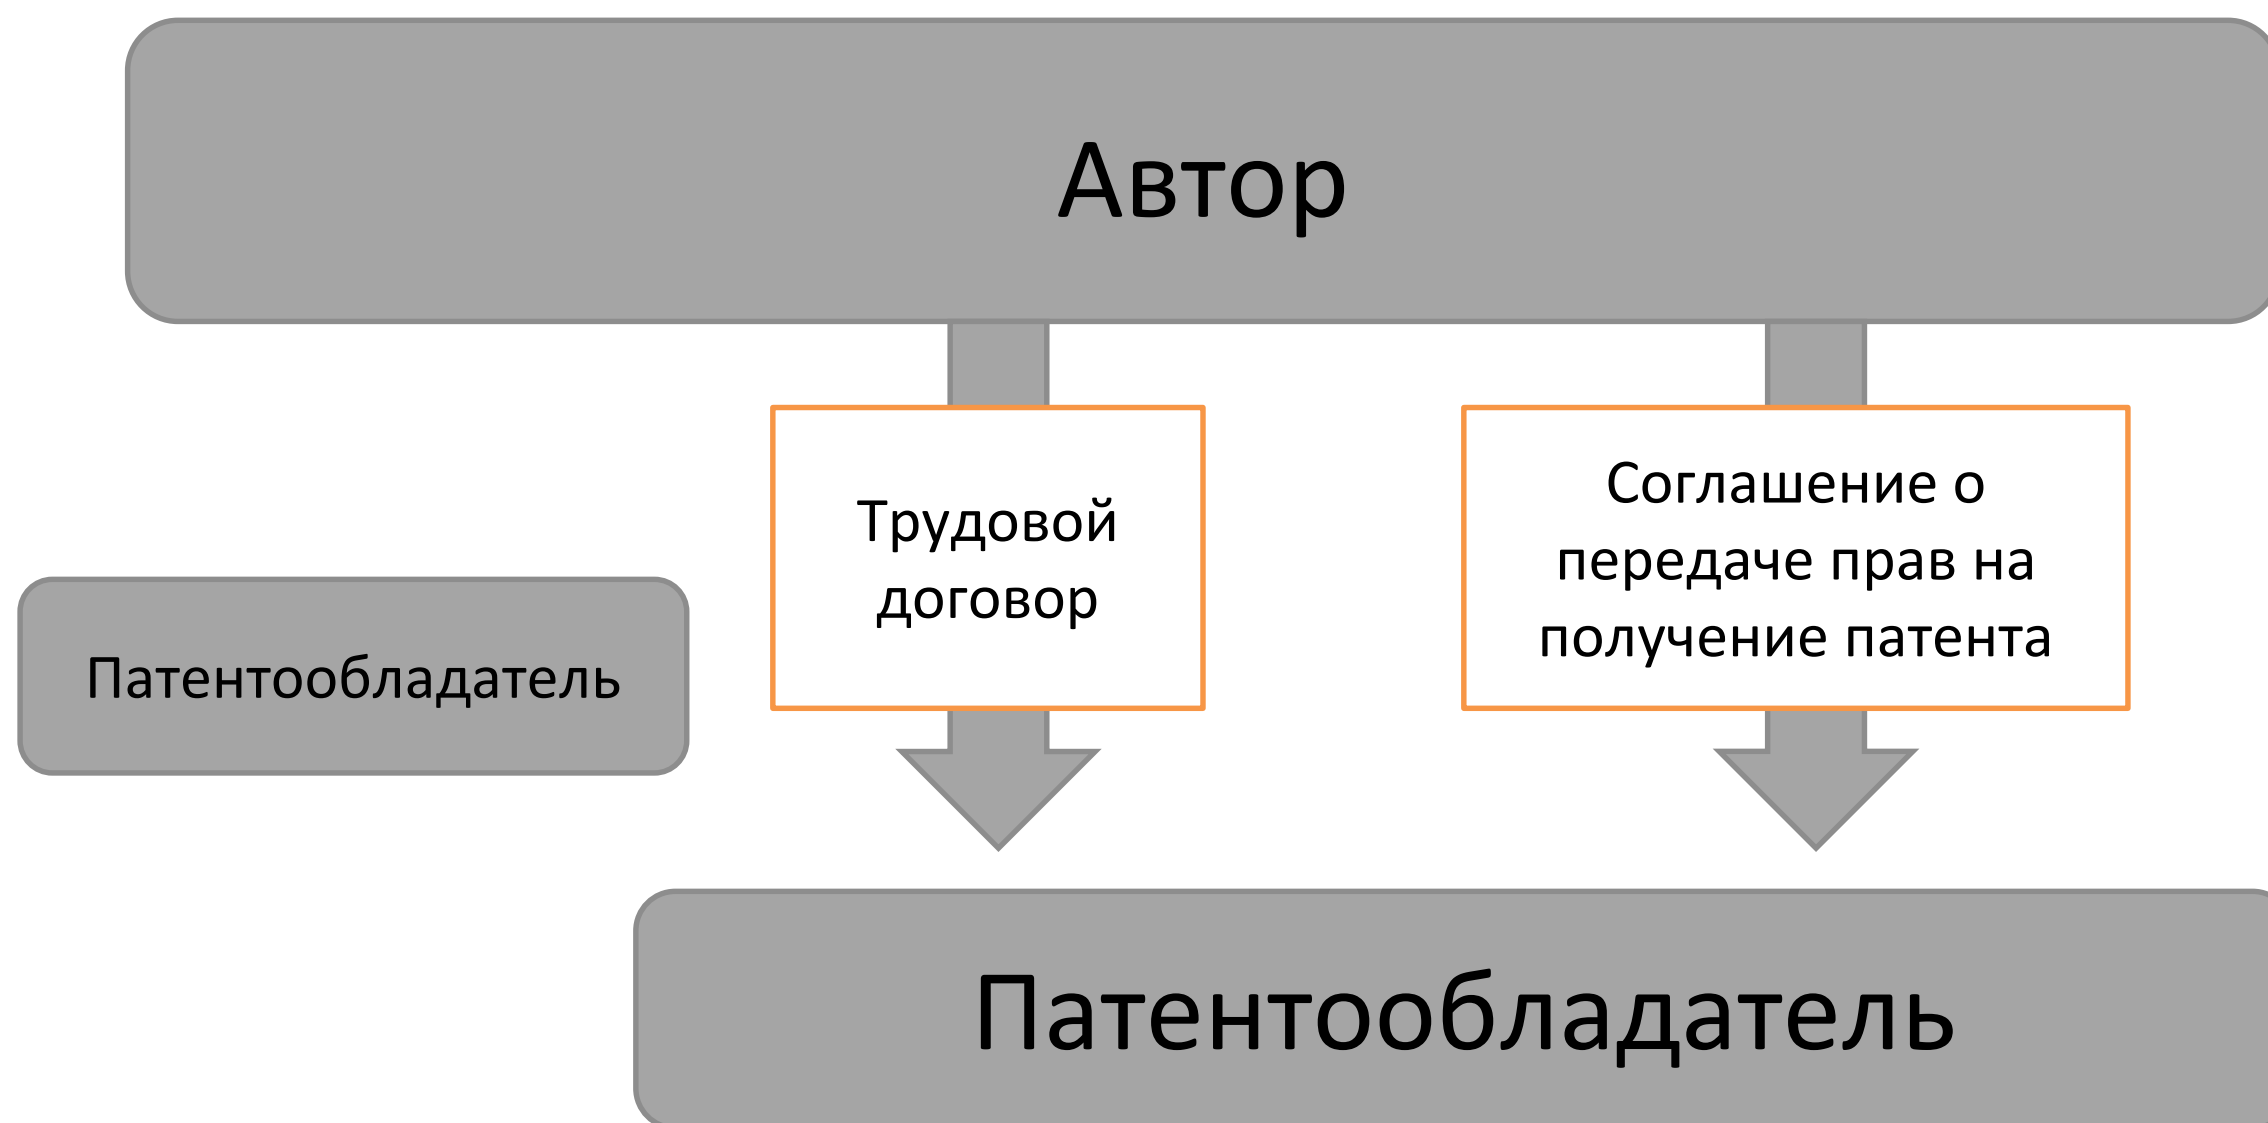 Автор
Трудовой
договор
Соглашение о
передаче прав на
получение патента
Патентообладатель
Патентообладатель